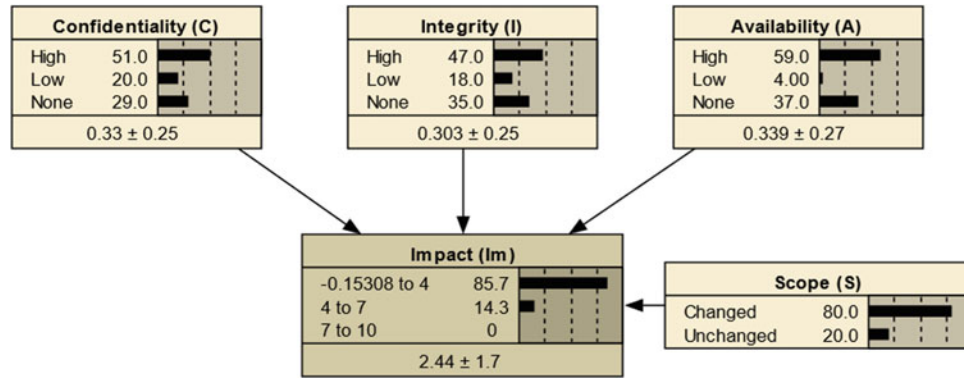 Confidentiality (C)
High 51.0
Low 20.0
None 29.0
0.33 ± 0.25
Integrity (I)
High 47.0
Low 18.0
None 35.0
0.303 ± 0.25
Availability (A)
High 59.0
Low 4.00
None 37.0
0.339 ± 0.27
Impact (Im)
-0.15308 to 4 85.7
4 to 7 14.3
7 to 10 0
2.44 ± 1.7
Scope (S)
Changed 80.0
Unchanged 20.0